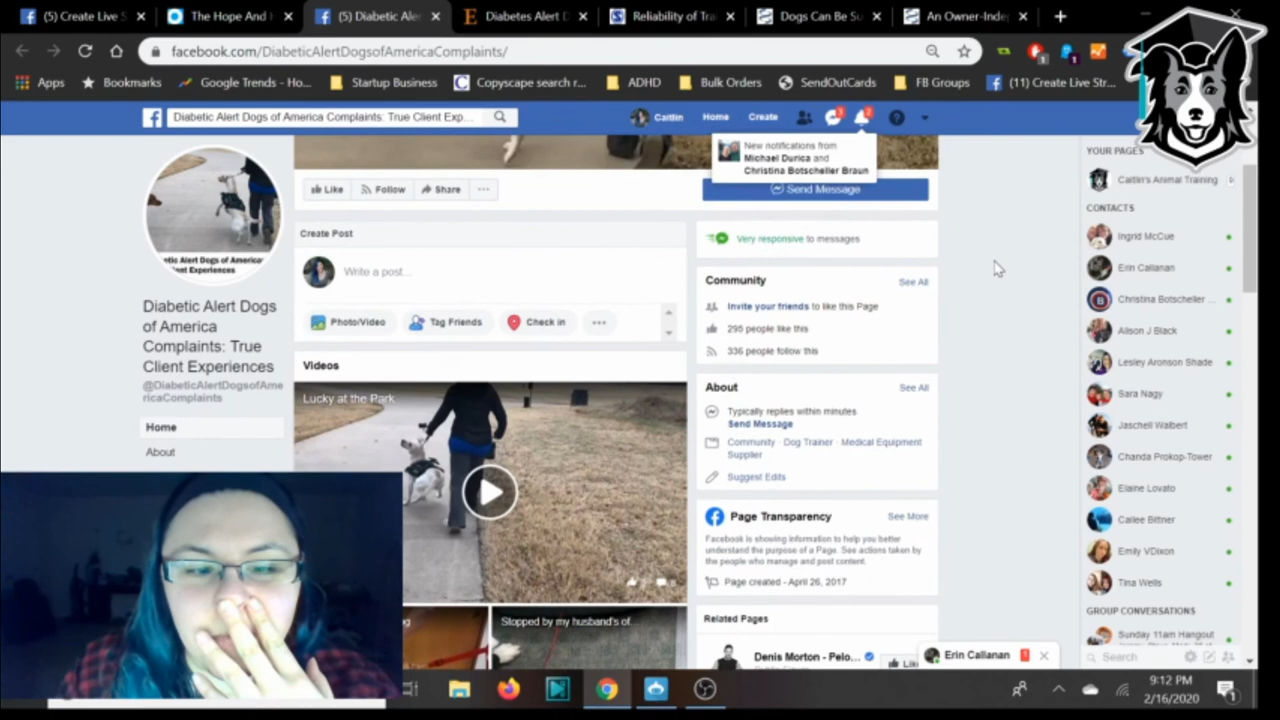 (5) Create Live S
The Hope And H
(5) Diabetic Ale
Diabetes Alert D
Reliability of Tra
Dogs Can Be Su
An Owner-Inde
facebook.com/DiabeticAlertDogsofAmericaComplaints/
Apps
Bookmarks
Google Trends - Ho...
Startup Business
Copyscape search r...
ADHD
Bulk Orders
SendOutCards
FB Groups
(11) Create Live Str...
Diabetic Alert Dogs of America Complaints: True Client Exp...
Caitlin
Home
Create
New notifications from
Michael Durica and
Christina Botscheller Braun
Like
Follow
Share
Send Message
Diabetic Alert Dogs
of America
Complaints: True
Client Experiences
@DiabeticAlertDogsofAme
ricaComplaints
Home
About
Create Post
Write a post...
Photo/Video
Tag Friends
Check in
Videos
Lucky at the Park
Stopped by my husband's of...
Very responsive to messages
Community
See All
Invite your friends to like this Page
295 people like this
336 people follow this
About
See All
Typically replies within minutes
Send Message
Community · Dog Trainer · Medical Equipment
Supplier
Suggest Edits
Page Transparency
See More
Facebook is showing information to help you better
understand the purpose of a Page. See actions taken by
the people who manage and post content.
Page created - April 26, 2017
Related Pages
Denis Morton - Pelo...
Erin Callanan
YOUR PAGES
Caitlin's Animal Training
CONTACTS
Ingrid McCue
Erin Callanan
Christina Botscheller ...
Alison J Black
Lesley Aronson Shade
Sara Nagy
Jaschell Walbert
Chanda Prokop-Tower
Elaine Lovato
Cailee Bittner
Emily VDixon
Tina Wells
GROUP CONVERSATIONS
Sunday 11am Hangout
Search
9:12 PM
2/16/2020